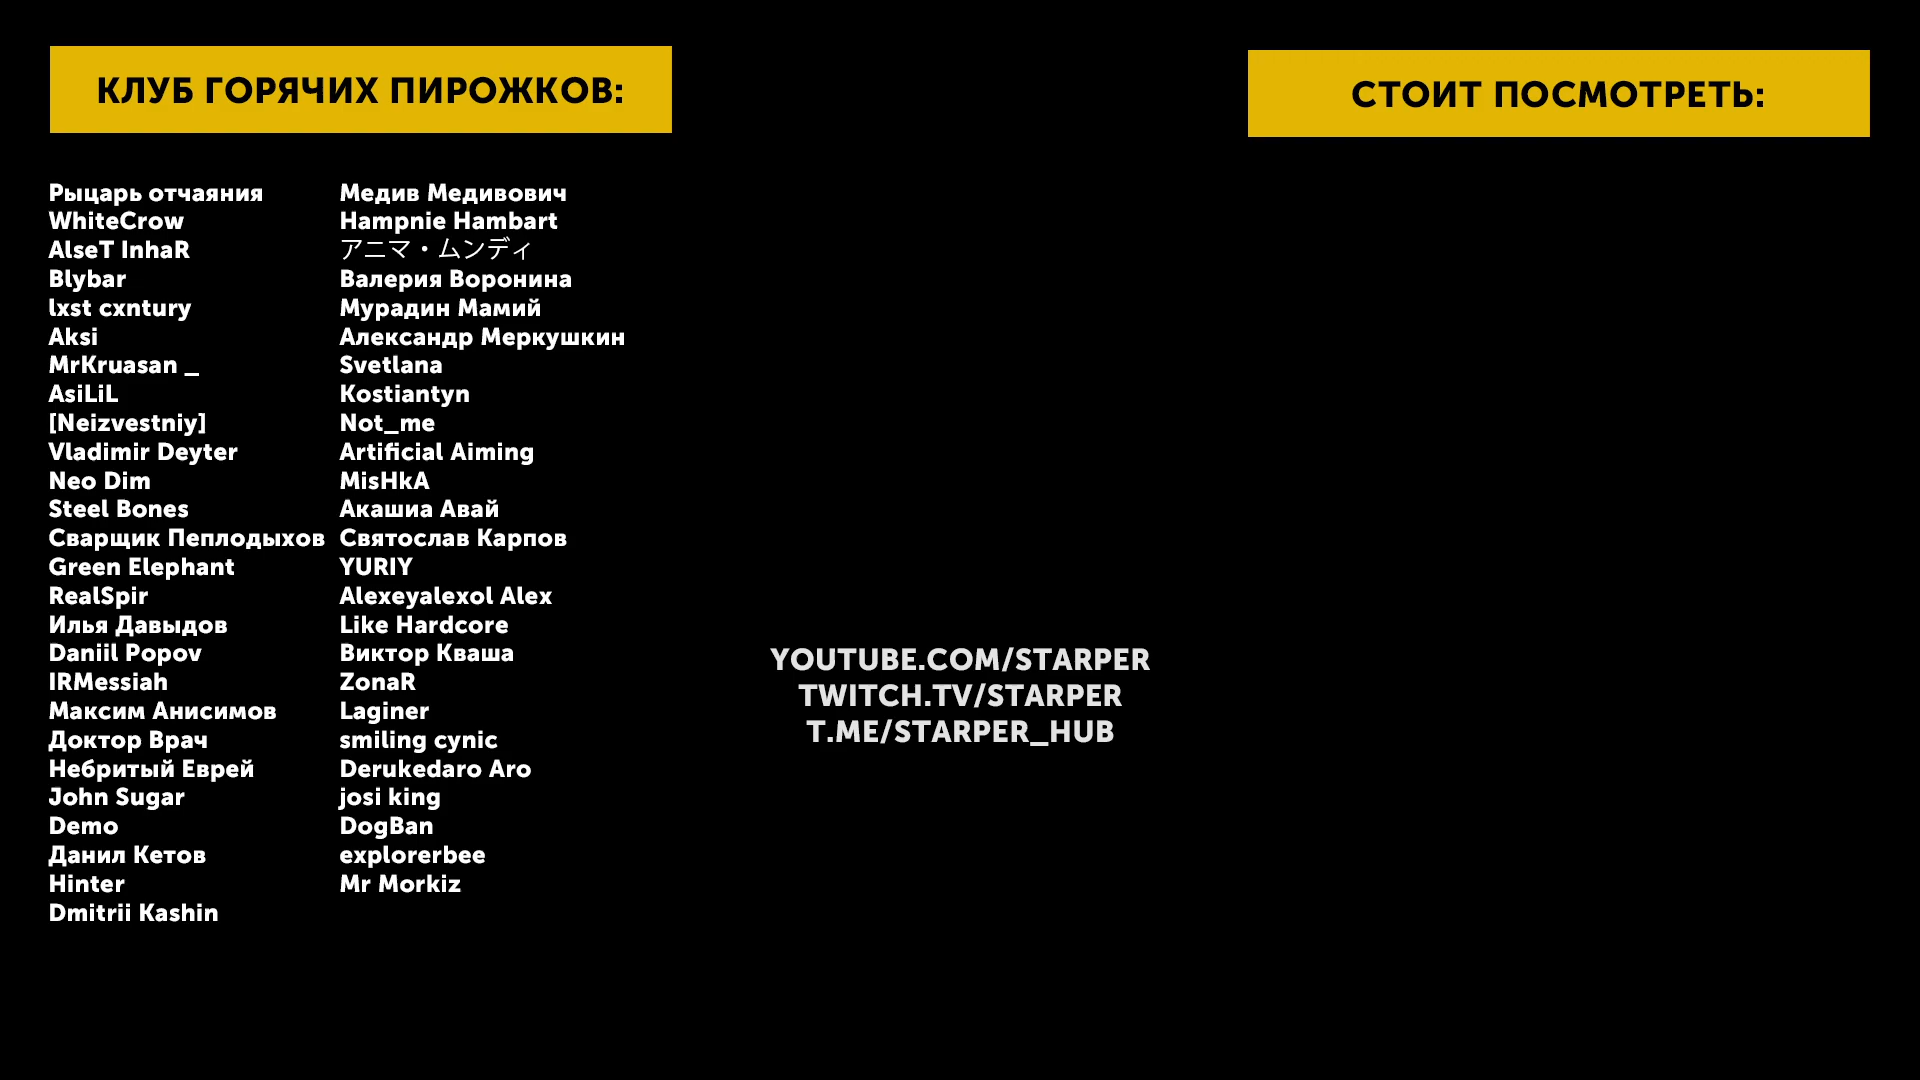 КЛУБ ГОРЯЧИХ ПИРОЖКОВ:
Рыцарь отчаяния
WhiteCrow
AlseT InhaR
Blybar
lxst cxntury
Aksi
MrKruasan _
AsiLiL
[Neizvestniy]
Vladimir Deyter
Neo Dim
Steel Bones
Сварщик Пеплодыхов
Green Elephant
RealSpir
Илья Давыдов
Daniil Popov
IRMessiah
Максим Анисимов
Доктор Врач
Небритый Еврей
John Sugar
Demo
Данил Кетов
Hinter
Dmitrii Kashin
Медив Медивович
Hampnie Hambart
アニマ・ムンディ
Валерия Воронина
Мурадин Мамий
Александр Меркушкин
Svetlana
Kostiantyn
Not_me
Artificial Aiming
MisHkA
Акашиа Авай
Святослав Карпов
YURIY
Alexeyalexol Alex
Like Hardcore
Виктор Кваша
ZonaR
Laginer
smiling cynic
Derukedaro Aro
josi king
DogBan
explorerbee
Mr Morkiz
YOUTUBE.COM/STARPER
TWITCH.TV/STARPER
T.ME/STARPER_HUB
СТОИТ ПОСМОТРЕТЬ: